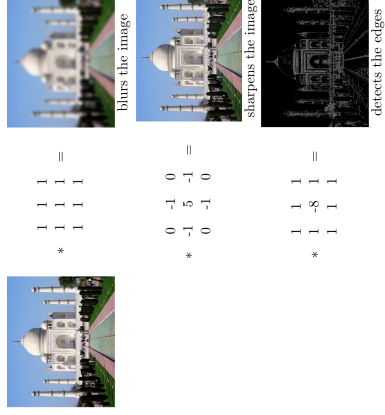 1 1 1
* 1 1 1 =
1 1 1
blurs the image
0 -1 0
* -1 5 -1 =
0 -1 0
sharpens the image
1 1 1
* 1 -8 1 =
1 1 1
detects the edges